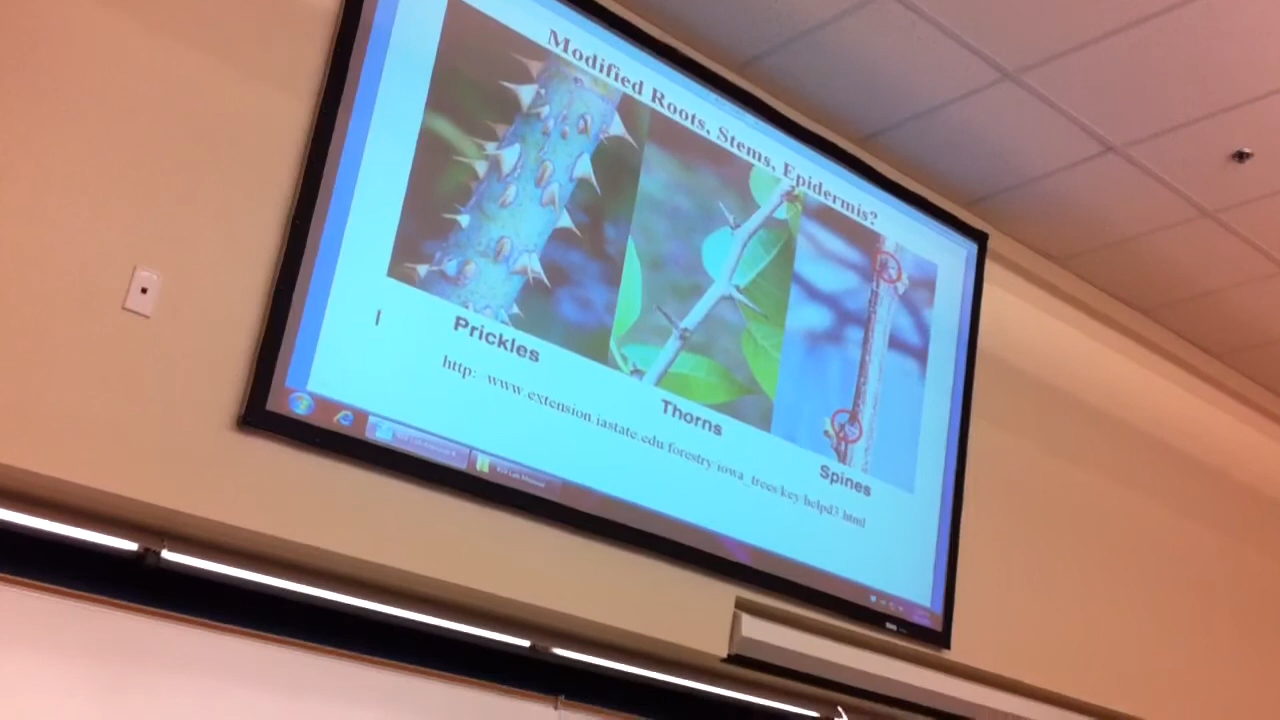 Modified Roots, Stems, Epidermis?
Prickles
Thorns
Spines
http: www.extension.iastate.edu/forestry/iowa_trees/key/helpd3.html